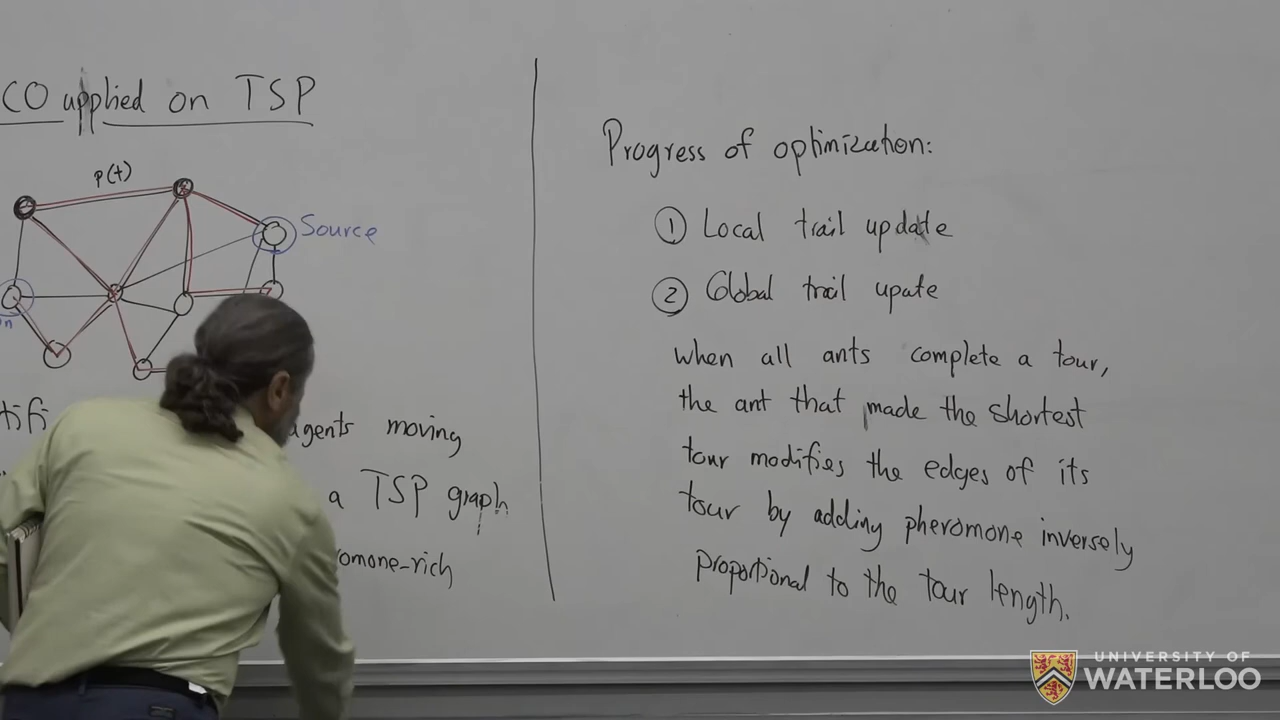 CO applied on TSP
p(t)
Source
n
tifi agents moving
a TSP graph
omone-rich
Progress of optimization:
① Local trail update
② Global trail upate
when all ants complete a tour,
the ant that made the shortest
tour modifies the edges of its
tour by adding pheromone inversely
proportional to the tour length.
UNIVERSITY OF
WATERLOO